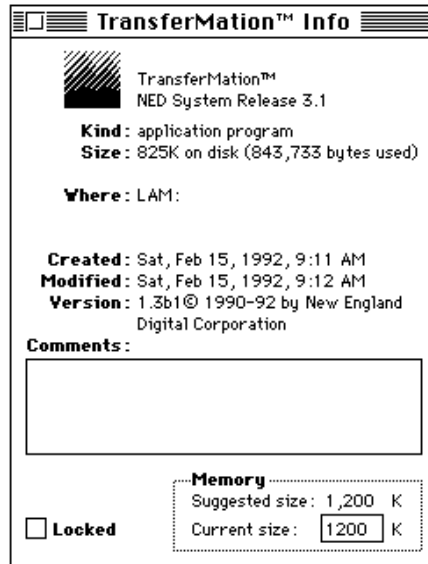 TransferMation™ Info
TransferMation™
NED System Release 3.1
Kind: application program
Size: 825K on disk (843,733 bytes used)
Where: LAM:
Created: Sat, Feb 15, 1992, 9:11 AM
Modified: Sat, Feb 15, 1992, 9:12 AM
Version: 1.3b1© 1990-92 by New England
Digital Corporation
Comments:
Memory
Suggested size: 1,200 K
Locked Current size: 1200 K